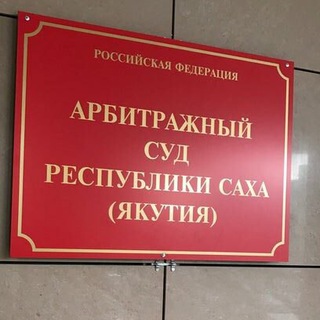 РОССИЙСКАЯ ФЕДЕРАЦИЯ
АРБИТРАЖНЫЙ
СУД
РЕСПУБЛИКИ САХА
(ЯКУТИЯ)